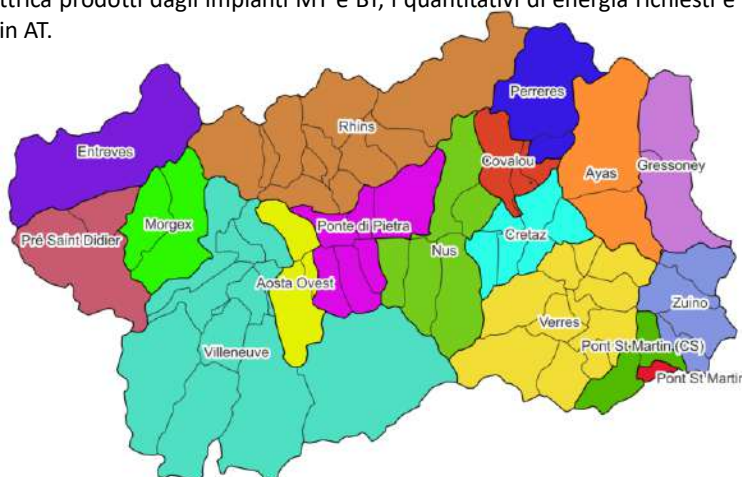 ttrica prodotti dagli impianti MT e BT, i quantitativi di energia richiesti e
in AT.
Perreres
Rhins
Entreves
Covalou
Ayas
Gressoney
Morgex
Ponte di Pietra
Prè Saint Didier
Cretaz
Nus
Aosta Ovest
Zuino
Verres
Villeneuve
Pont St Martin (CS)
Pont St Martin